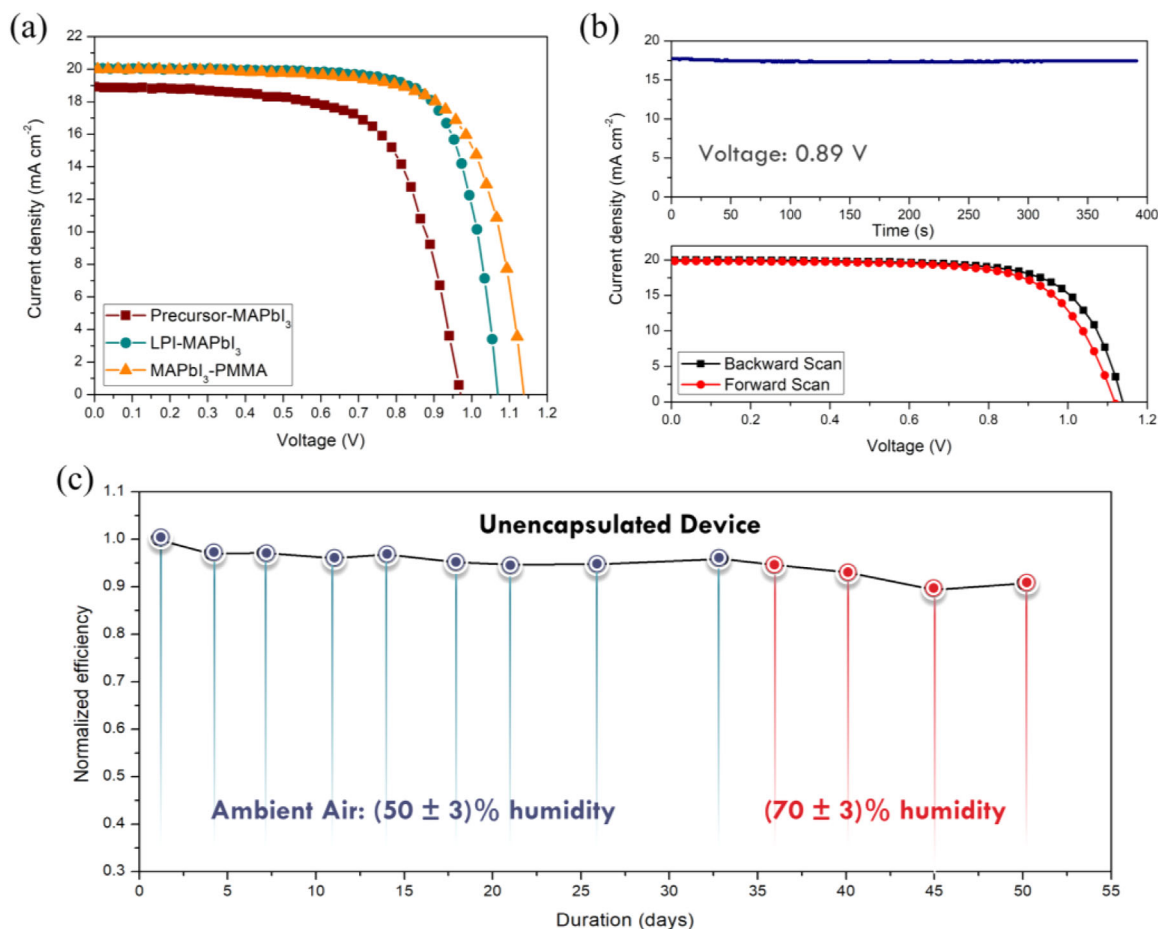 (a)
22
20
18
16
14
12
10
8
6
4
2
0
Current density (mA cm⁻²)
Precursor-MAPbI₃
LPI-MAPbI₃
MAPbI₃-PMMA
0.0 0.1 0.2 0.3 0.4 0.5 0.6 0.7 0.8 0.9 1.0 1.1 1.2
Voltage (V)
(b)
Current density (mA cm⁻²)
20
15
10
5
0
Voltage: 0.89 V
0 50 100 150 200 250 300 350 400
Time (s)
20
15
10
5
0
Backward Scan
Forward Scan
0.0 0.2 0.4 0.6 0.8 1.0 1.2
Voltage (V)
(c)
1.1
1.0
0.9
0.8
0.7
0.6
0.5
0.4
0.3
Normalized efficiency
Unencapsulated Device
Ambient Air: (50 ± 3)% humidity
(70 ± 3)% humidity
0 5 10 15 20 25 30 35 40 45 50 55
Duration (days)